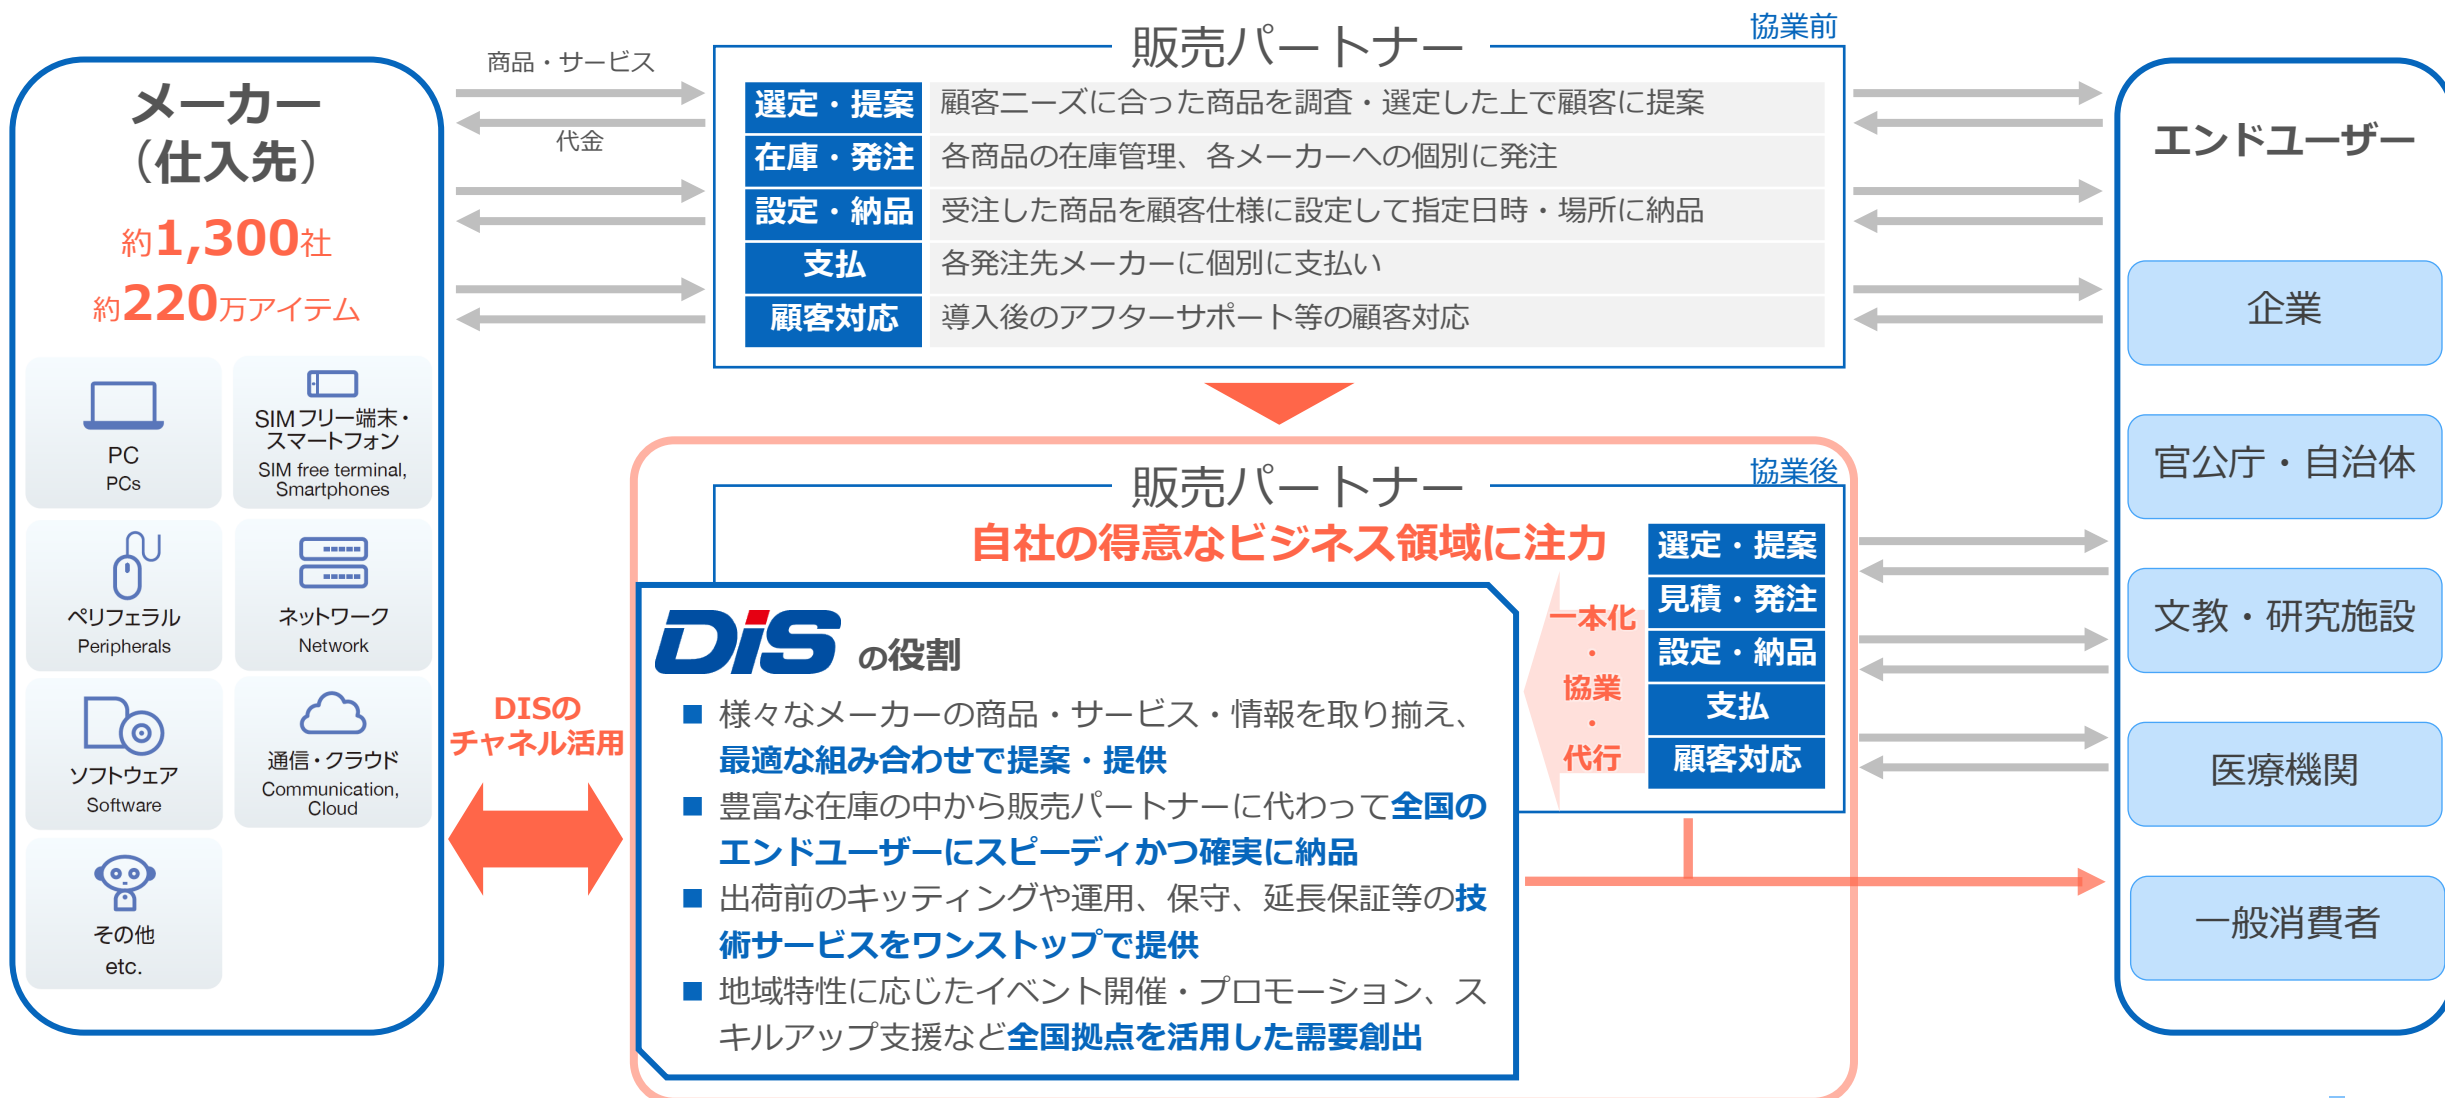 メーカー
（仕入先）
約1,300社
約220万アイテム
PC
PCs
SIMフリー端末・
スマートフォン
SIM free terminal,
Smartphones
ペリフェラル
Peripherals
ネットワーク
Network
ソフトウェア
Software
通信・クラウド
Communication,
Cloud
その他
etc.
商品・サービス
代金
協業前
販売パートナー
選定・提案 顧客ニーズに合った商品を調査・選定した上で顧客に提案
在庫・発注 各商品の在庫管理、各メーカーへの個別に発注
設定・納品 受注した商品を顧客仕様に設定して指定日時・場所に納品
支払 各発注先メーカーに個別に支払い
顧客対応 導入後のアフターサポート等の顧客対応
DISの
チャネル活用
協業後
販売パートナー
自社の得意なビジネス領域に注力
選定・提案
見積・発注
設定・納品
支払
顧客対応
一本化
・
協業
・
代行
DiS の役割
■ 様々なメーカーの商品・サービス・情報を取り揃え、
最適な組み合わせで提案・提供
■ 豊富な在庫の中から販売パートナーに代わって全国の
エンドユーザーにスピーディかつ確実に納品
■ 出荷前のキッティングや運用、保守、延長保証等の技
術サービスをワンストップで提供
■ 地域特性に応じたイベント開催・プロモーション、ス
キルアップ支援など全国拠点を活用した需要創出
エンドユーザー
企業
官公庁・自治体
文教・研究施設
医療機関
一般消費者